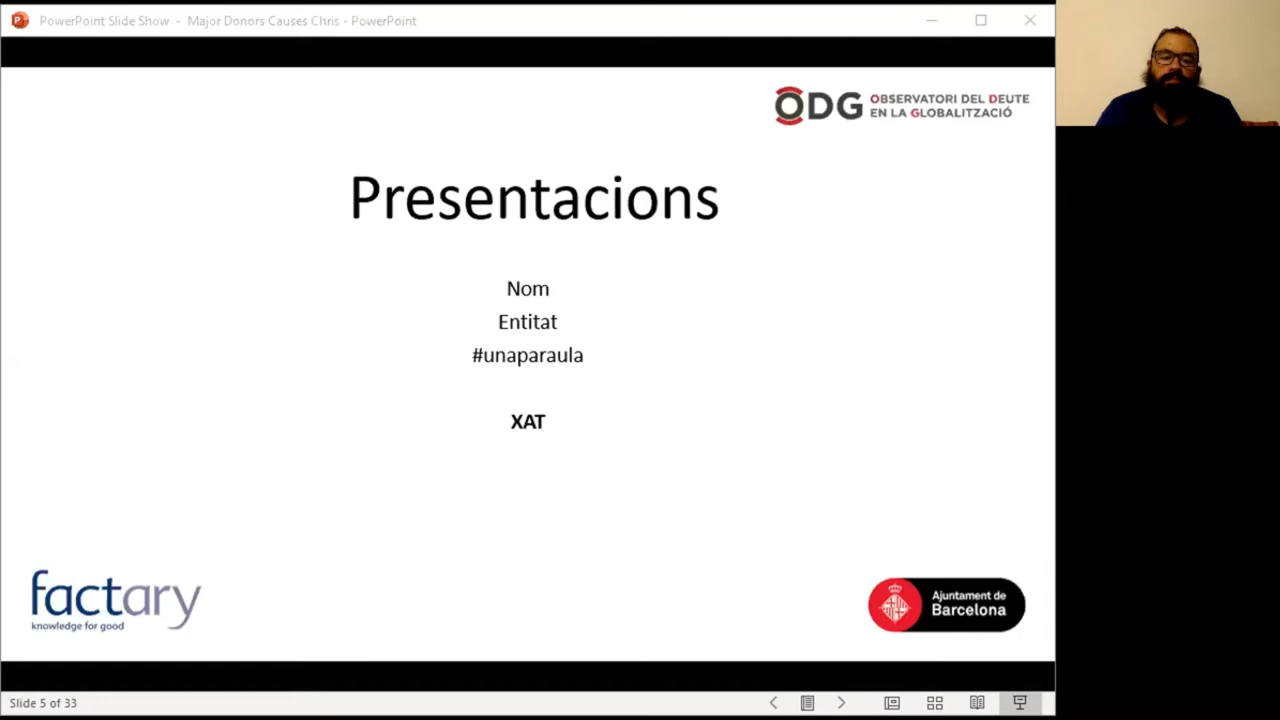 PowerPoint Slide Show - Major Donors Causes Chris - PowerPoint
ODG OBSERVATORI DEL DEUTE
EN LA GLOBALITZACIÓ
Presentacions
Nom
Entitat
#unaparaula
XAT
factary
knowledge for good
Ajuntament de
Barcelona
Slide 5 of 33